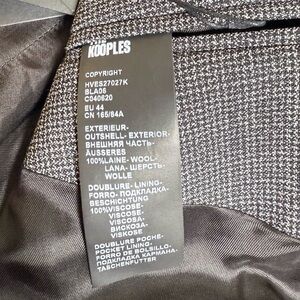 KOOPLES
COPYRIGHT
HVES27027K
BLA06
C040620
EU 44
CN 165/84A
EXTERIEUR-
OUTSHELL- EXTERIOR-
ВНЕШНЯЯ ЧАСТЬ-
ÄUSSERES
100%LAINE- WOOL-
LANA- ШЕРСТЬ-
WOLLE
DOUBLURE- LINING-
FORRO- ПОДКЛАДКА-
BESCHICHTUNG
100%VISCOSE-
VISCOSE-
VISCOSA-
ВИСКОЗА-
VISKOSE
DOUBLURE POCHE-
POCKET LINING-
FORRO DE BOLSILLO-
ПОДКЛАДКА КАРМАНА-
TASCHENFUTTER